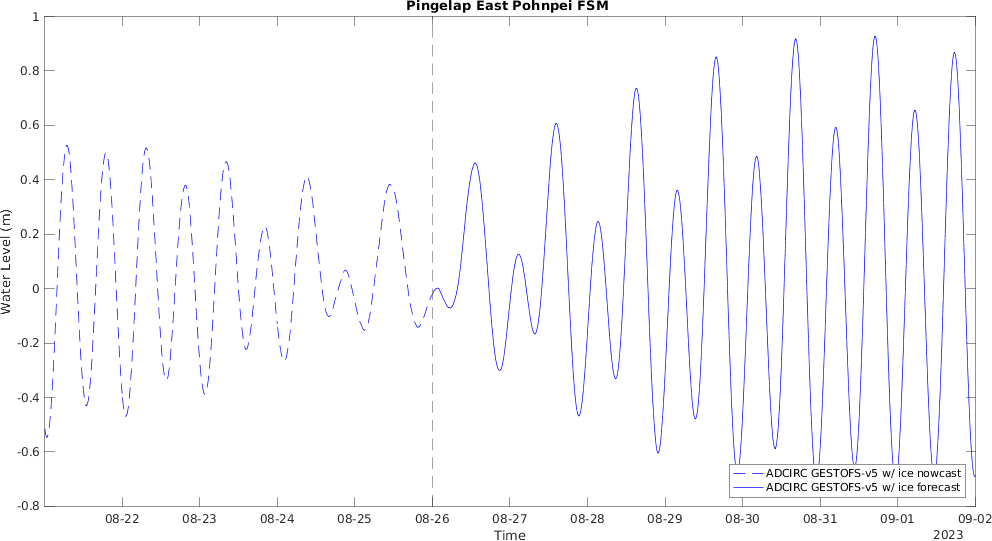 Pingelap East Pohnpei FSM
1
0.8
0.6
0.4
0.2
0
-0.2
-0.4
-0.6
-0.8
Water Level (m)
ADCIRC GESTOFS-v5 w/ ice nowcast
ADCIRC GESTOFS-v5 w/ ice forecast
08-22 08-23 08-24 08-25 08-26 08-27 08-28 08-29 08-30 08-31 09-01 09-02
Time
2023